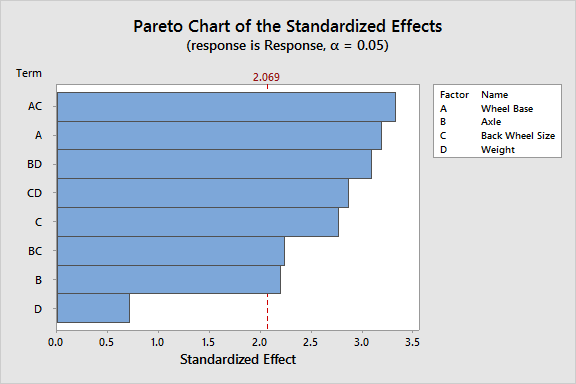 Pareto Chart of the Standardized Effects
(response is Response, α = 0.05)
Term
2.069
AC
A
BD
CD
C
BC
B
D
0.0 0.5 1.0 1.5 2.0 2.5 3.0 3.5
Standardized Effect
Factor Name
A Wheel Base
B Axle
C Back Wheel Size
D Weight